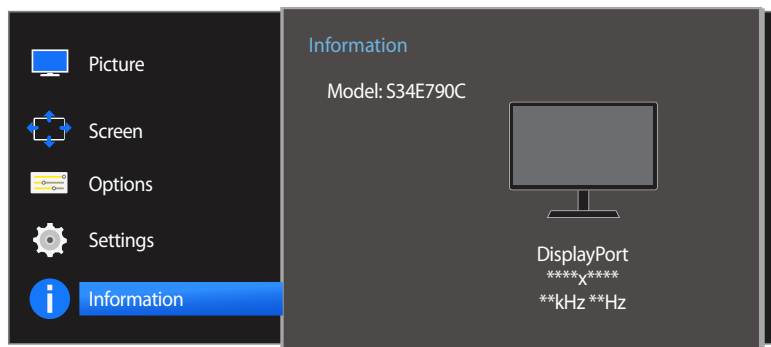 Picture
Screen
Options
Settings
Information
Information
Model: S34E790C
DisplayPort
****x****
**kHz **Hz